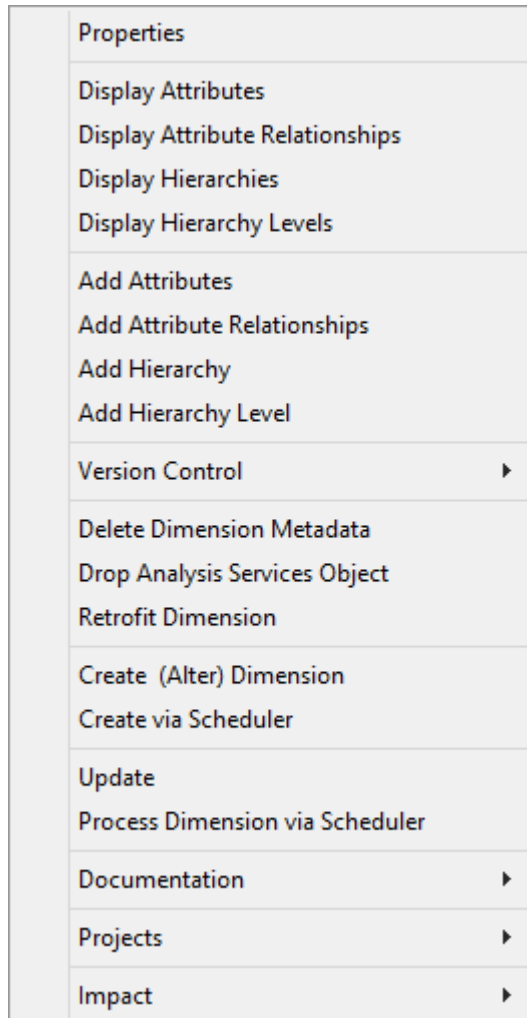 Properties
Display Attributes
Display Attribute Relationships
Display Hierarchies
Display Hierarchy Levels
Add Attributes
Add Attribute Relationships
Add Hierarchy
Add Hierarchy Level
Version Control
Delete Dimension Metadata
Drop Analysis Services Object
Retrofit Dimension
Create  (Alter) Dimension
Create via Scheduler
Update
Process Dimension via Scheduler
Documentation
Projects
Impact